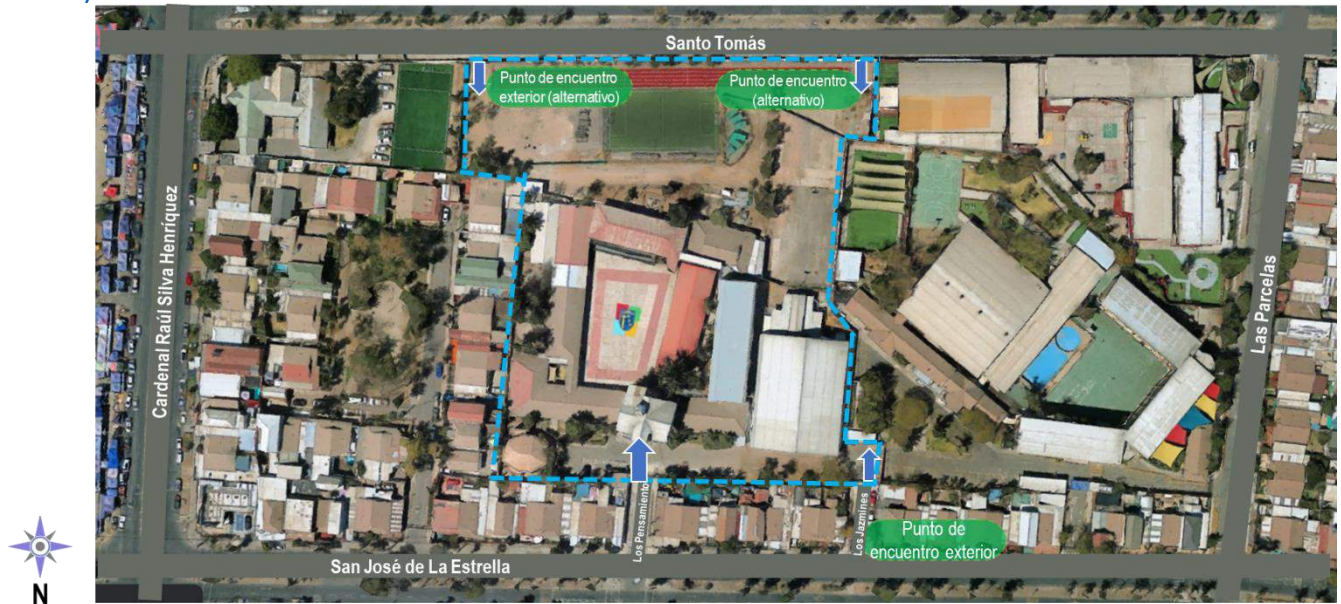 Santo Tomás
Punto de encuentro
exterior (alternativo)
Punto de encuentro
(alternativo)
Cardenal Raúl Silva Henríquez
Las Parcelas
Los Pensamiento
Los Jazmines
Punto de
encuentro exterior
San José de La Estrella
N